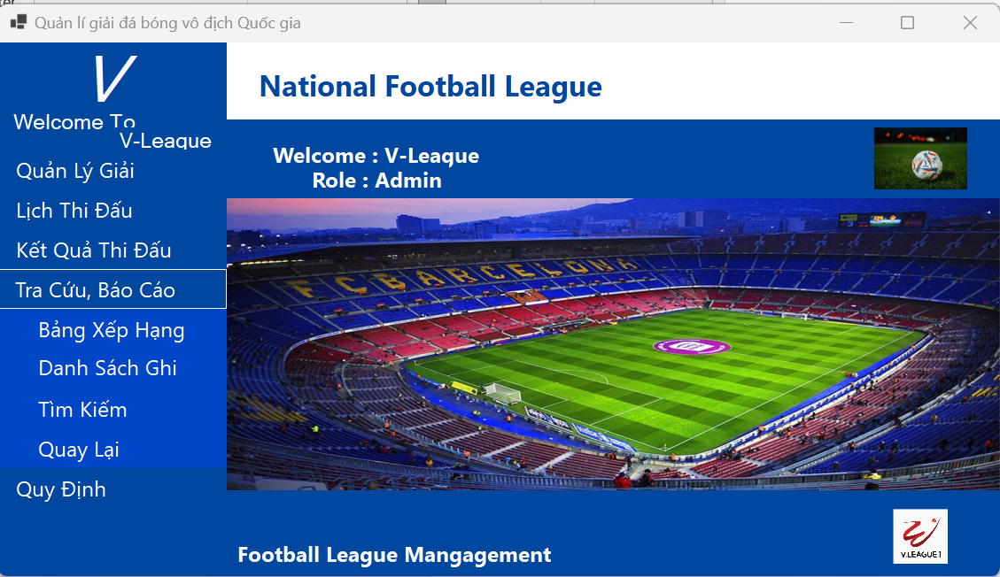 Quản lí giải đá bóng vô địch Quốc gia
V
Welcome To
V-League
Quản Lý Giải
Lịch Thi Đấu
Kết Quả Thi Đấu
Tra Cứu, Báo Cáo
Bảng Xếp Hạng
Danh Sách Ghi
Tìm Kiếm
Quay Lại
Quy Định
National Football League
Welcome : V-League
Role : Admin
FC BARCELONA
Football League Mangagement
V.LEAGUE 1